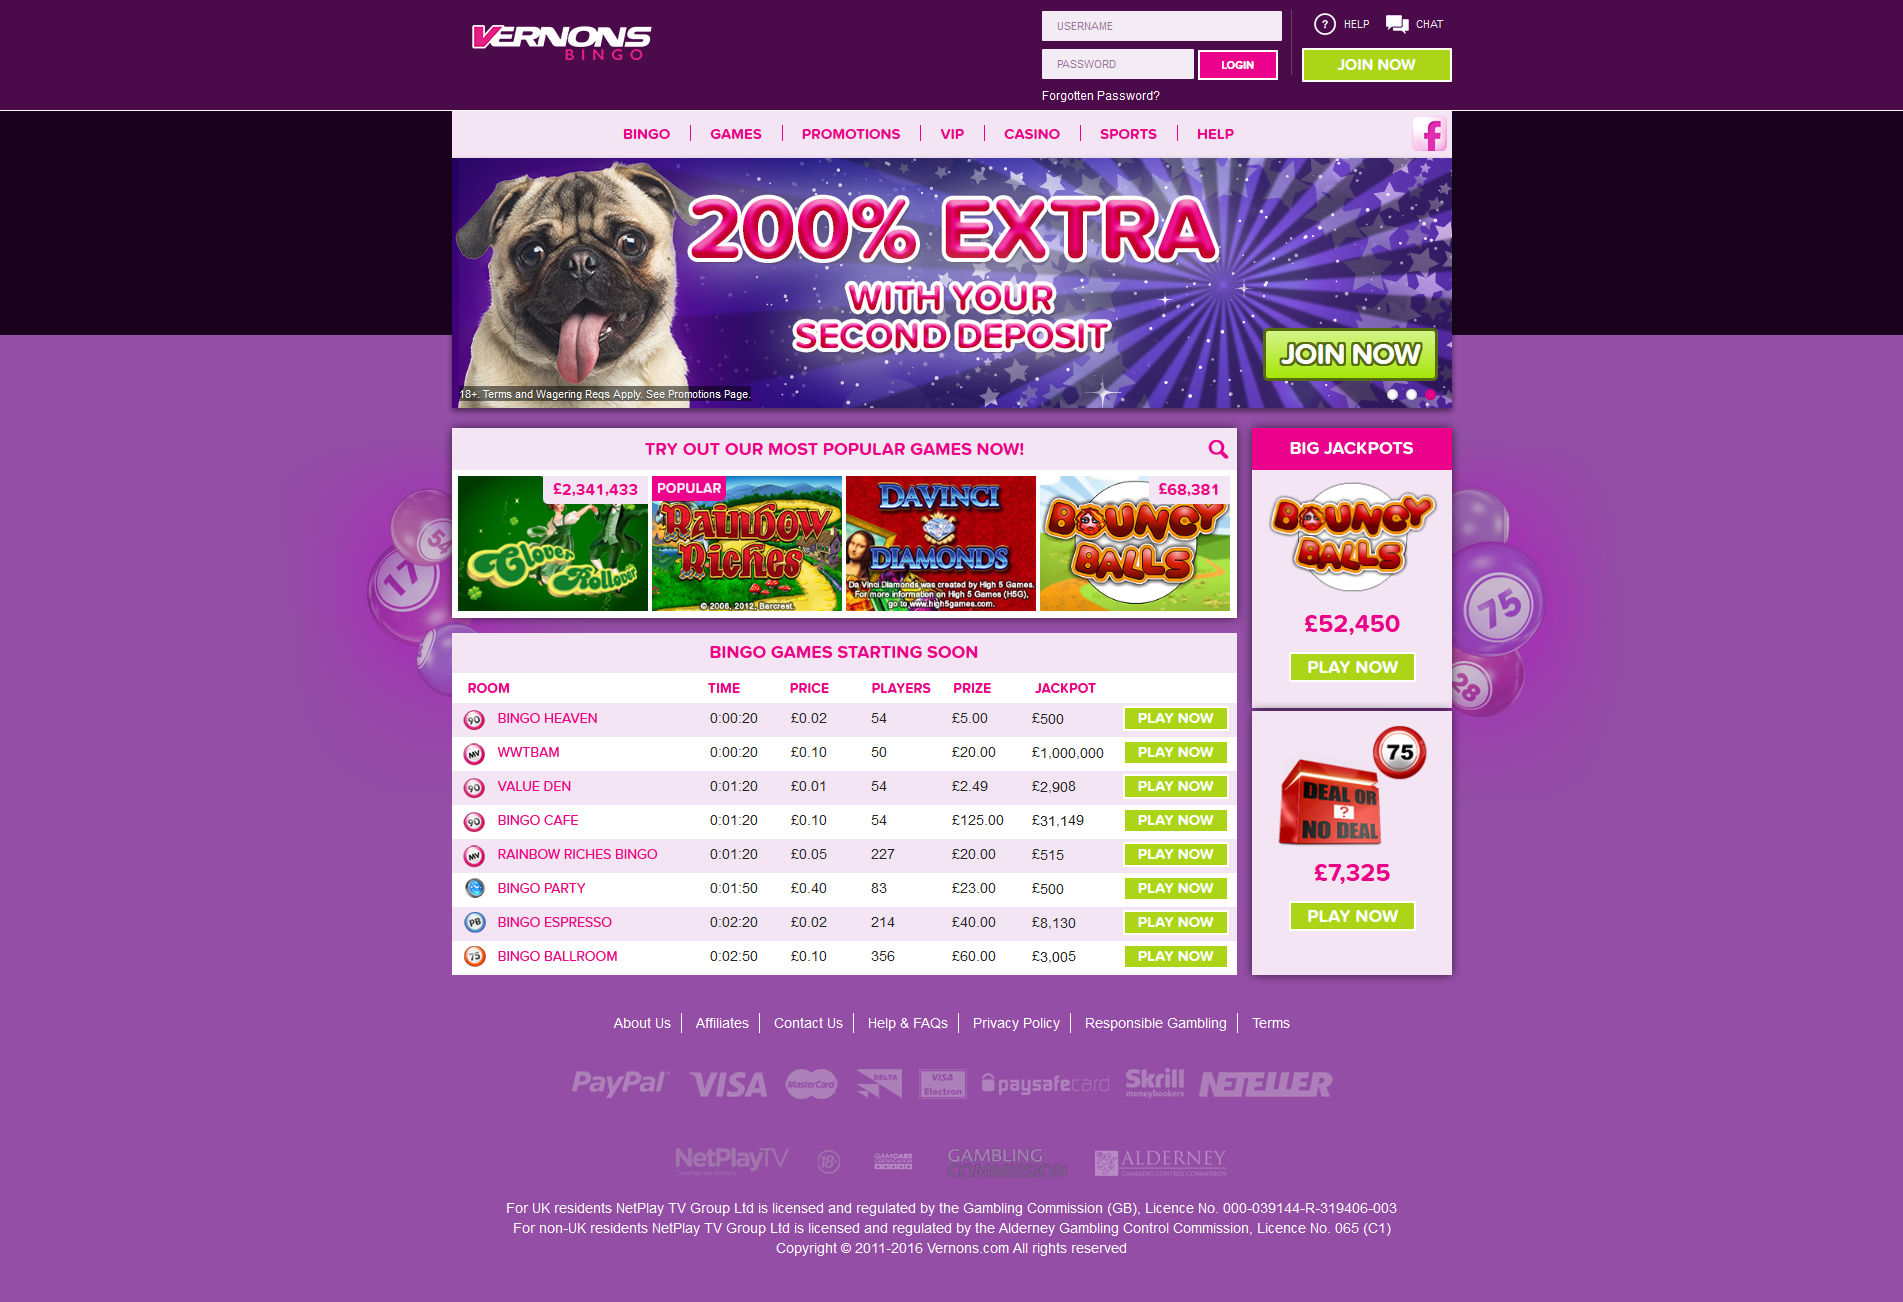 VERNONS
BINGO
USERNAME
PASSWORD
LOGIN
Forgotten Password?
? HELP
CHAT
JOIN NOW
BINGO GAMES PROMOTIONS VIP CASINO SPORTS HELP
f
200% EXTRA
WITH YOUR
SECOND DEPOSIT
JOIN NOW
18+. Terms and Wagering Reqs Apply. See Promotions Page.
TRY OUT OUR MOST POPULAR GAMES NOW!
£2,341,433
Clover
Rollover
POPULAR
Rainbow
Riches
© 2006, 2012, Barcrest.
DAVINCI
DIAMONDS
Da Vinci Diamonds was created by High 5 Games.
For more information on High 5 Games (H5G),
go to www.high5games.com.
£68,381
BOUNCY
BALLS
BIG JACKPOTS
BOUNCY
BALLS
£52,450
PLAY NOW
75
DEAL OR
?
NO DEAL
£7,325
PLAY NOW
54
17
75
28
BINGO GAMES STARTING SOON
ROOM TIME PRICE PLAYERS PRIZE JACKPOT
90 BINGO HEAVEN 0:00:20 £0.02 54 £5.00 £500 PLAY NOW
MV WWTBAM 0:00:20 £0.10 50 £20.00 £1,000,000 PLAY NOW
90 VALUE DEN 0:01:20 £0.01 54 £2.49 £2,908 PLAY NOW
90 BINGO CAFE 0:01:20 £0.10 54 £125.00 £31,149 PLAY NOW
MV RAINBOW RICHES BINGO 0:01:20 £0.05 227 £20.00 £515 PLAY NOW
BINGO PARTY 0:01:50 £0.40 83 £23.00 £500 PLAY NOW
PB BINGO ESPRESSO 0:02:20 £0.02 214 £40.00 £8,130 PLAY NOW
75 BINGO BALLROOM 0:02:50 £0.10 356 £60.00 £3,005 PLAY NOW
About Us Affiliates Contact Us Help & FAQs Privacy Policy Responsible Gambling Terms
PayPal VISA MasterCard DELTA VISA Electron paysafecard Skrill moneybookers NETELLER
NetPlayTV 18 GAMCARE CERTIFICATION GAMBLING COMMISSION ALDERNEY GAMBLING CONTROL COMMISSION
For UK residents NetPlay TV Group Ltd is licensed and regulated by the Gambling Commission (GB), Licence No. 000-039144-R-319406-003
For non-UK residents NetPlay TV Group Ltd is licensed and regulated by the Alderney Gambling Control Commission, Licence No. 065 (C1)
Copyright © 2011-2016 Vernons.com All rights reserved